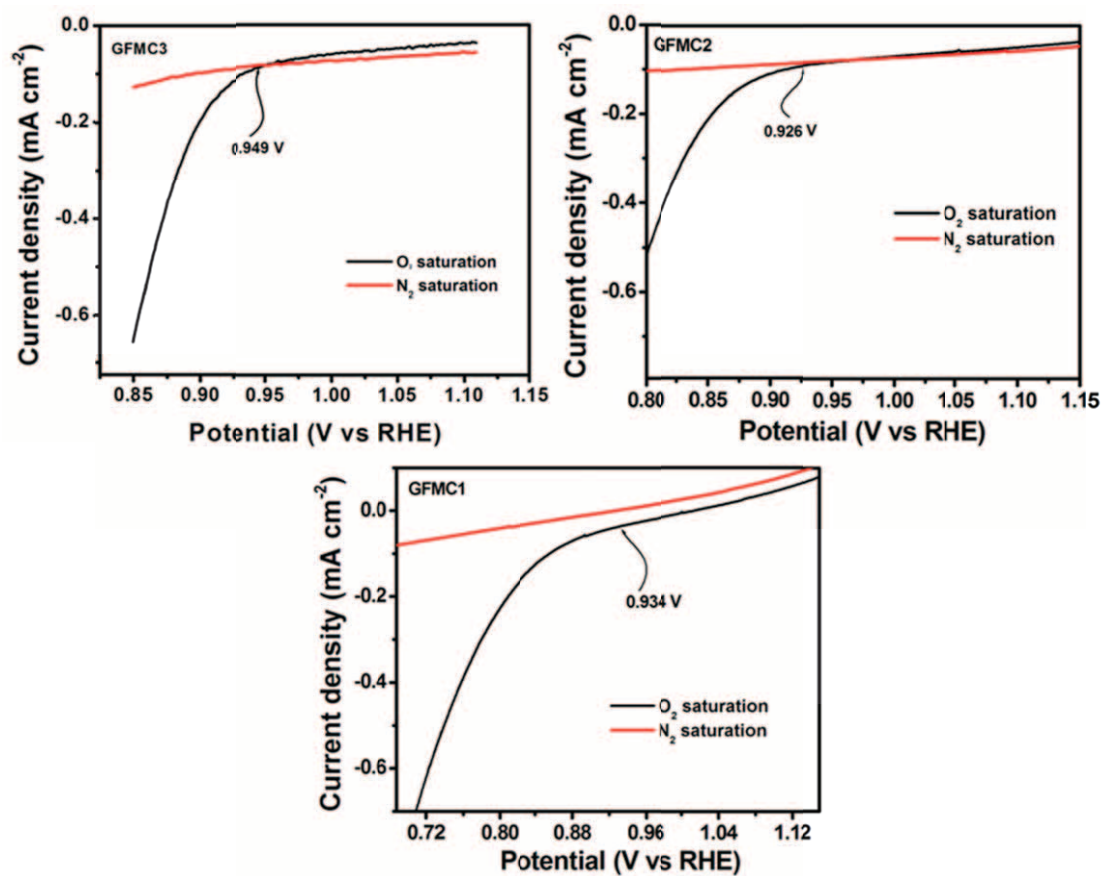 GFMC3
0.0
-0.2
-0.4
-0.6
Current density (mA cm⁻²)
0.949 V
O, saturation
N₂ saturation
0.85 0.90 0.95 1.00 1.05 1.10 1.15
Potential (V vs RHE)
GFMC2
0.0
-0.2
-0.4
-0.6
Current density (mA cm⁻²)
0.926 V
O₂ saturation
N₂ saturation
0.80 0.85 0.90 0.95 1.00 1.05 1.10 1.15
Potential (V vs RHE)
GFMC1
0.0
-0.2
-0.4
-0.6
Current density (mA cm⁻²)
0.934 V
O₂ saturation
N₂ saturation
0.72 0.80 0.88 0.96 1.04 1.12
Potential (V vs RHE)